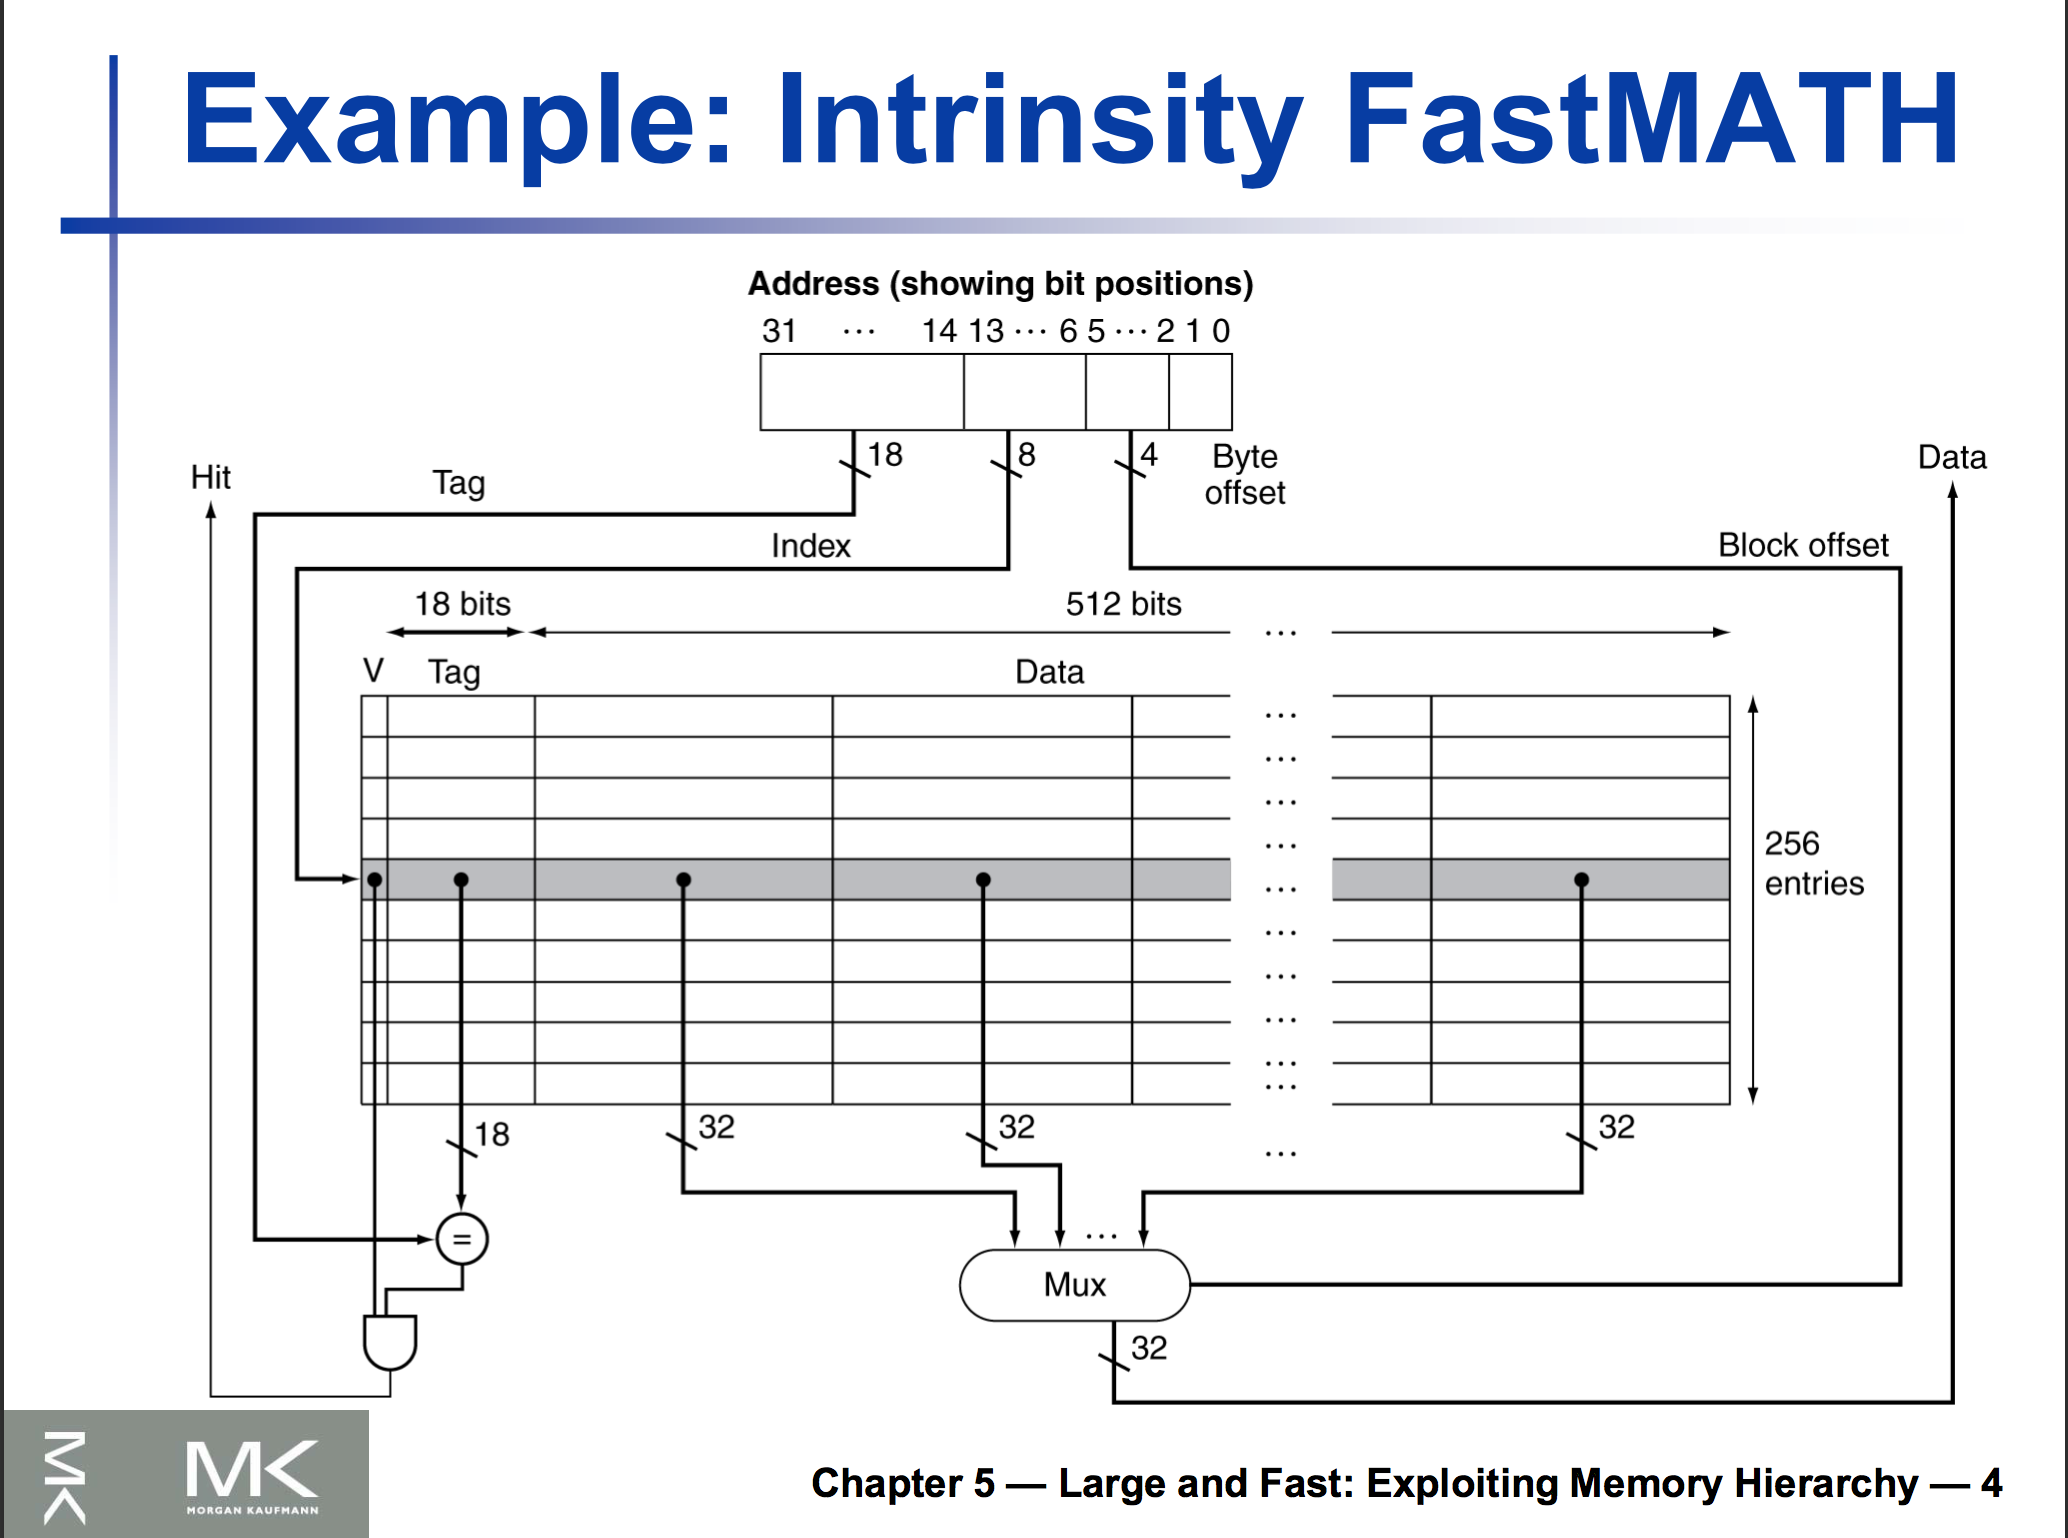 Example: Intrinsity FastMATH
Address (showing bit positions)
31 ··· 14 13 ··· 6 5 ··· 2 1 0
18 8 4 Byte
offset
Hit
Tag
Data
Index
Block offset
18 bits 512 bits ···
V Tag Data
···
···
···
···
···
···
···
···
···
···
256
entries
18 32 32 ··· 32
= ···
Mux
32
MK
MK
MORGAN KAUFMANN
Chapter 5 — Large and Fast: Exploiting Memory Hierarchy — 4